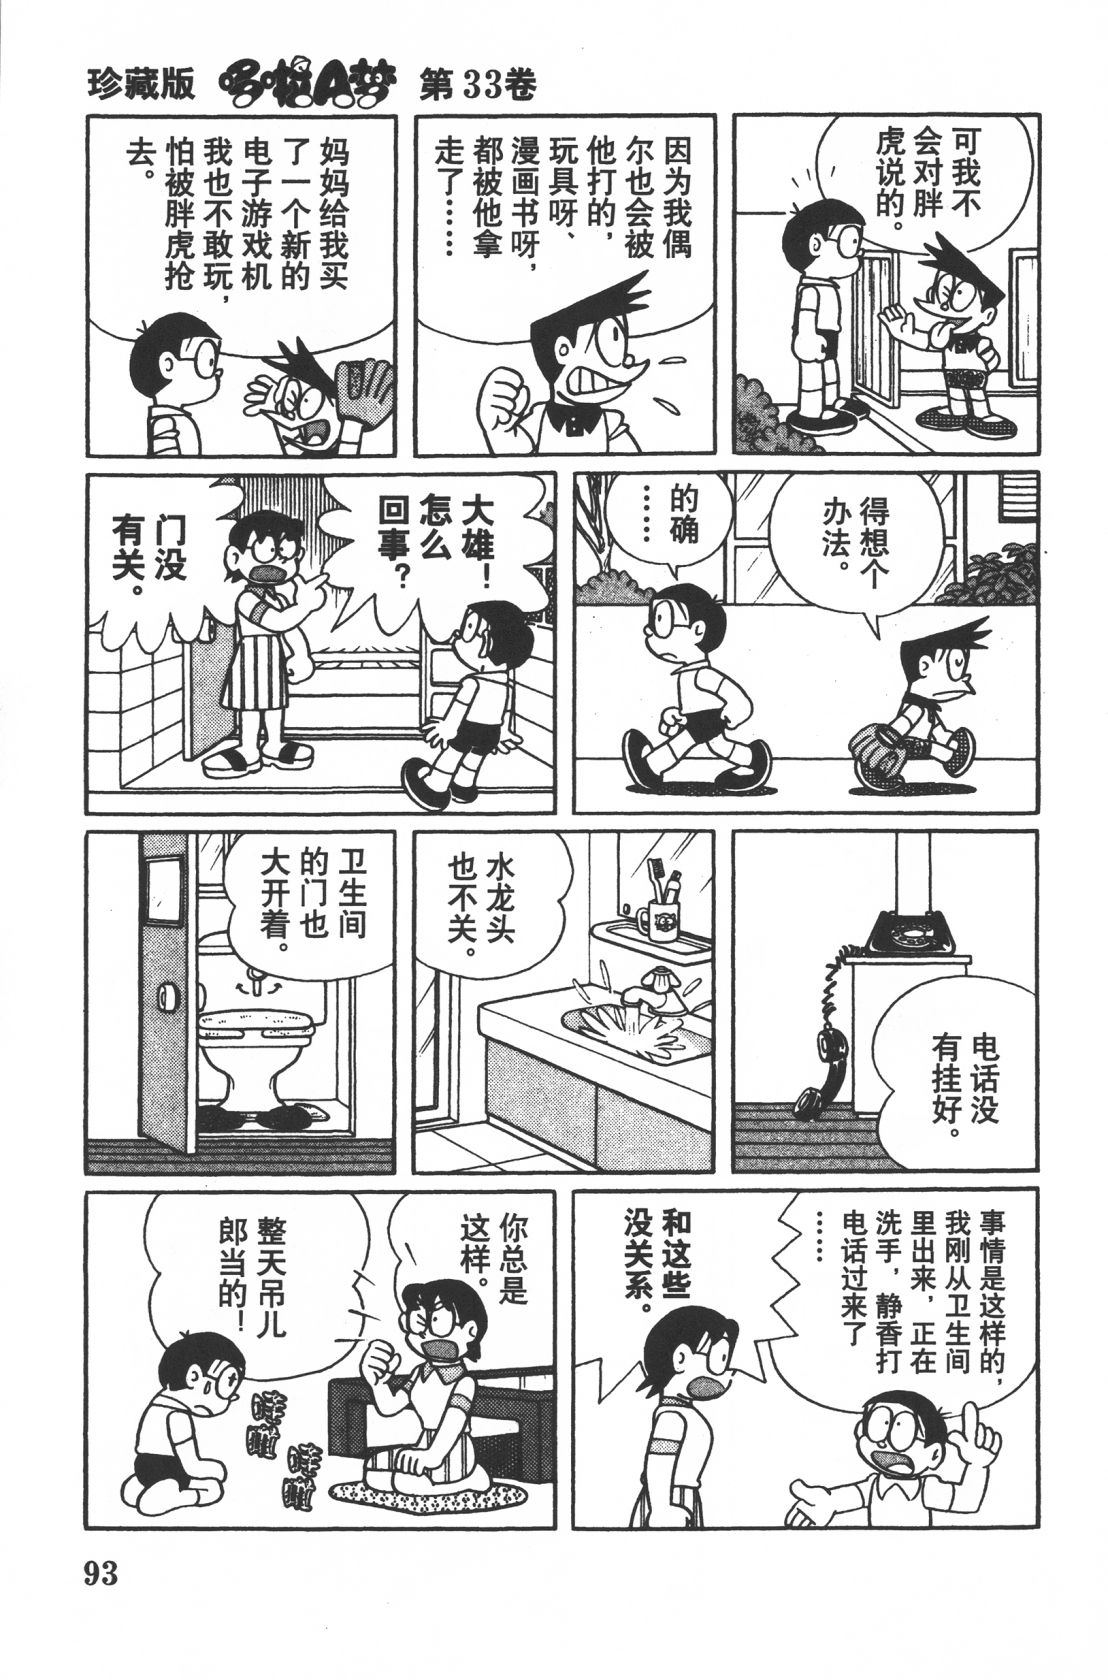 珍藏版 哆啦A梦 第33卷
可我不
会对胖
虎说的。
因为我偶
尔也会被
他打的，
玩具呀、
漫画书呀，
都被他拿
走了……
妈妈给我买
了一个新的
电子游戏机
我也不敢玩，
怕被胖虎抢
去。
得想个
办法。
的确
……
大雄！
怎么
回事？
门没
有关。
电话没
有挂好。
水龙头
也不关。
卫生间
的门也
大开着。
事情是这样的，
我刚从卫生间
里出来，正在
洗手，静香打
电话过来了
……
和这些
没关系。
你总是
这样。
整天吊儿
郎当的！
93